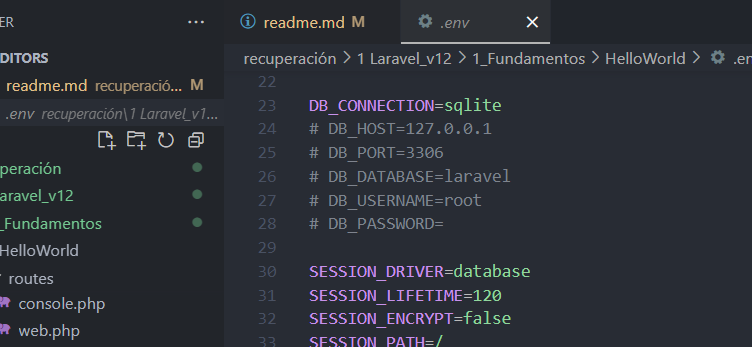 ER
...
EDITORS
readme.md recuperació... M
.env recuperación\1 Laravel_v1...
peración
aravel_v12
_Fundamentos
HelloWorld
routes
console.php
web.php
readme.md M
.env
recuperación > 1 Laravel_v12 > 1_Fundamentos > HelloWorld > .en
22
23 DB_CONNECTION=sqlite
24 # DB_HOST=127.0.0.1
25 # DB_PORT=3306
26 # DB_DATABASE=laravel
27 # DB_USERNAME=root
28 # DB_PASSWORD=
29
30 SESSION_DRIVER=database
31 SESSION_LIFETIME=120
32 SESSION_ENCRYPT=false
33 SESSION_PATH=/